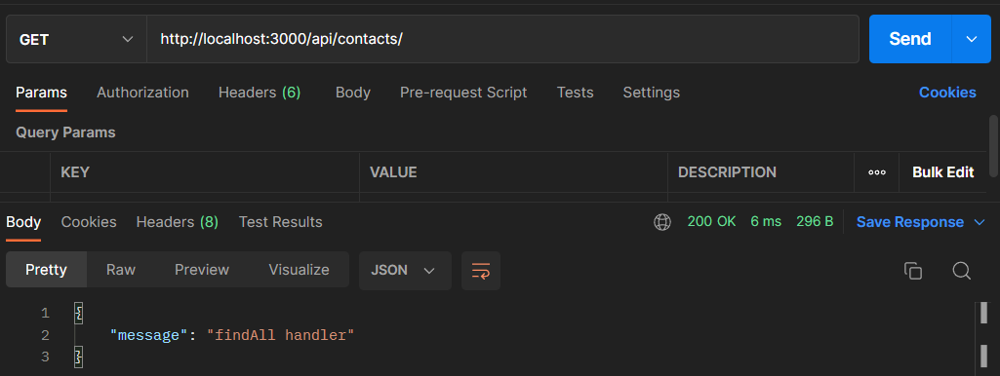 GET http://localhost:3000/api/contacts/ Send
Params Authorization Headers (6) Body Pre-request Script Tests Settings Cookies
Query Params
KEY VALUE DESCRIPTION ooo Bulk Edit
Body Cookies Headers (8) Test Results 200 OK 6 ms 296 B Save Response
Pretty Raw Preview Visualize JSON
1 {
2 "message": "findAll handler"
3 }